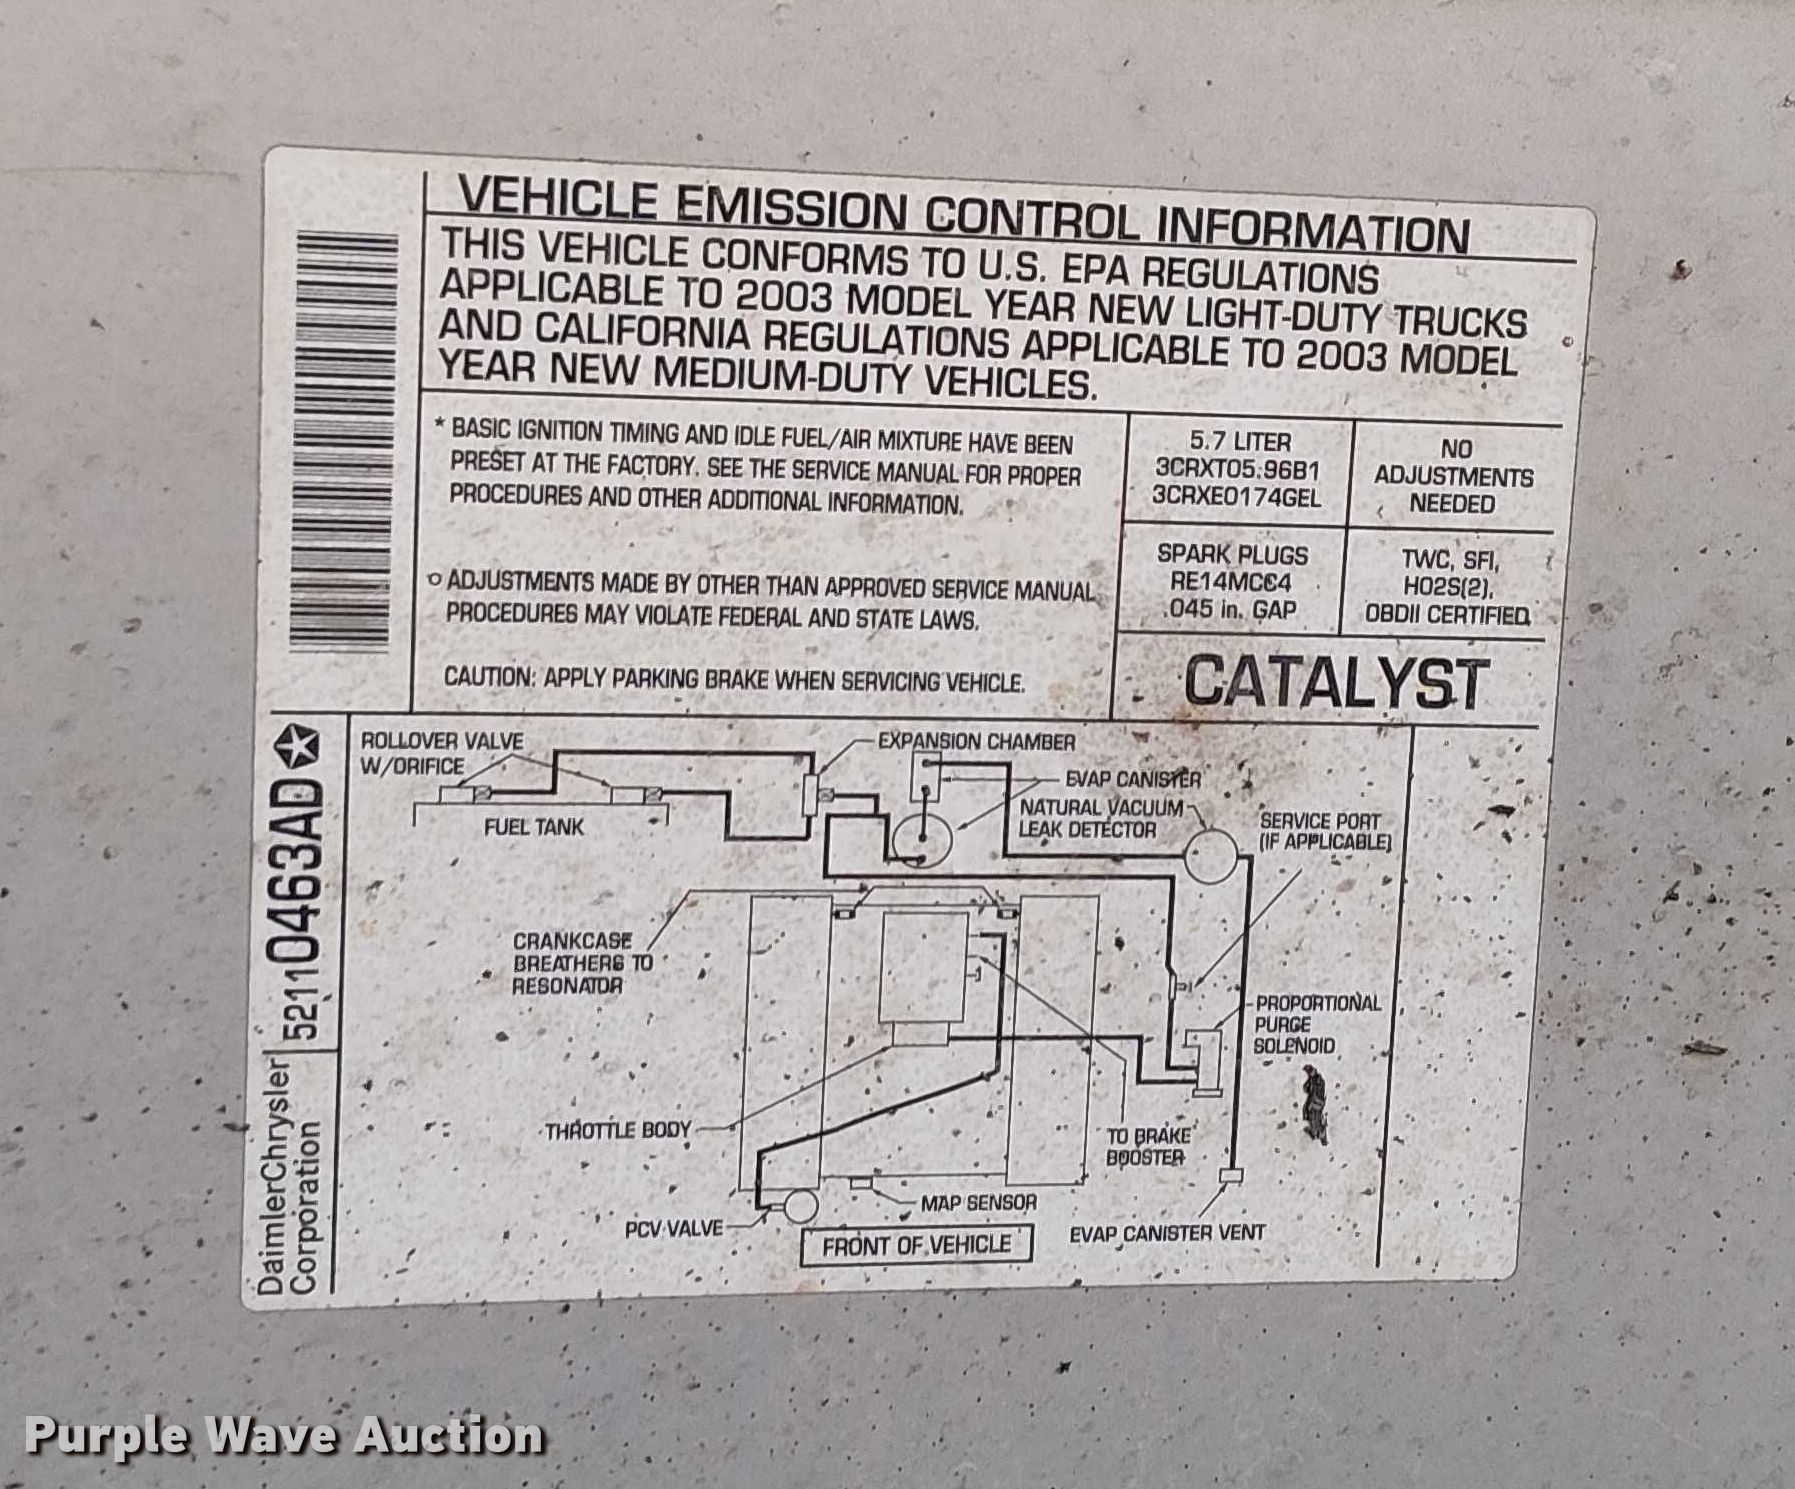 VEHICLE EMISSION CONTROL INFORMATION
THIS VEHICLE CONFORMS TO U.S. EPA REGULATIONS
APPLICABLE TO 2003 MODEL YEAR NEW LIGHT-DUTY TRUCKS
AND CALIFORNIA REGULATIONS APPLICABLE TO 2003 MODEL
YEAR NEW MEDIUM-DUTY VEHICLES.
* BASIC IGNITION TIMING AND IDLE FUEL/AIR MIXTURE HAVE BEEN
PRESET AT THE FACTORY. SEE THE SERVICE MANUAL FOR PROPER
PROCEDURES AND OTHER ADDITIONAL INFORMATION.
o ADJUSTMENTS MADE BY OTHER THAN APPROVED SERVICE MANUAL
PROCEDURES MAY VIOLATE FEDERAL AND STATE LAWS.
CAUTION: APPLY PARKING BRAKE WHEN SERVICING VEHICLE.
5.7 LITER
3CRXT05.96B1
3CRXE0174GEL
NO
ADJUSTMENTS
NEEDED
SPARK PLUGS
RE14MCC4
.045 in. GAP
TWC, SFI,
HO2S(2),
OBDII CERTIFIED
CATALYST
DaimlerChrysler
Corporation
52110463AD
ROLLOVER VALVE
W/ORIFICE
FUEL TANK
EXPANSION CHAMBER
EVAP CANISTER
NATURAL VACUUM
LEAK DETECTOR
SERVICE PORT
(IF APPLICABLE)
CRANKCASE
BREATHERS TO
RESONATOR
PROPORTIONAL
PURGE
SOLENOID
THROTTLE BODY
TO BRAKE
BOOSTER
MAP SENSOR
PCV VALVE
EVAP CANISTER VENT
FRONT OF VEHICLE
Purple Wave Auction